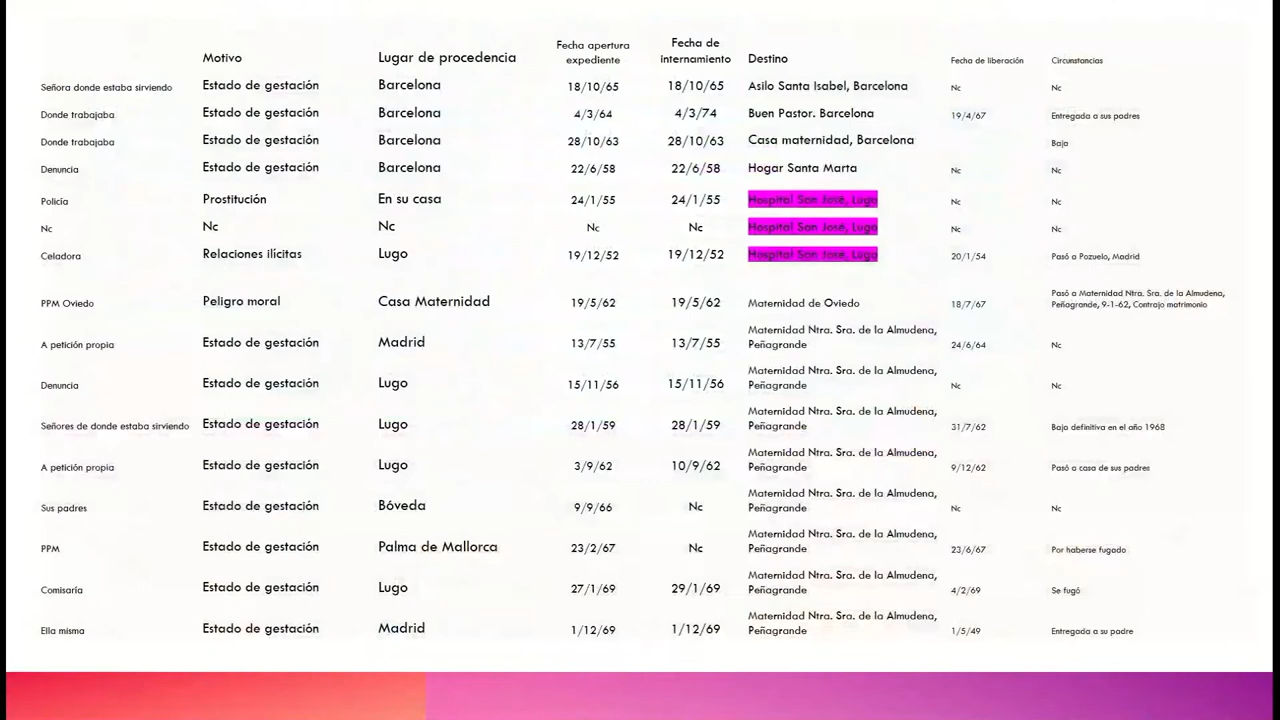 Motivo Lugar de procedencia Fecha apertura expediente Fecha de internamiento Destino Fecha de liberación Circunstancias
Señora donde estaba sirviendo Estado de gestación Barcelona 18/10/65 18/10/65 Asilo Santa Isabel, Barcelona Nc Nc
Donde trabajaba Estado de gestación Barcelona 4/3/64 4/3/74 Buen Pastor. Barcelona 19/4/67 Entregada a sus padres
Donde trabajaba Estado de gestación Barcelona 28/10/63 28/10/63 Casa maternidad, Barcelona Baja
Denuncia Estado de gestación Barcelona 22/6/58 22/6/58 Hogar Santa Marta Nc Nc
Policía Prostitución En su casa 24/1/55 24/1/55 Hospital San José, Lugo Nc Nc
Nc Nc Nc Nc Nc Hospital San José, Lugo Nc Nc
Celadora Relaciones ilícitas Lugo 19/12/52 19/12/52 Hospital San José, Lugo 20/1/54 Pasó a Pozuelo, Madrid
PPM Oviedo Peligro moral Casa Maternidad 19/5/62 19/5/62 Maternidad de Oviedo 18/7/67 Pasó a Maternidad Ntra. Sra. de la Almudena,
Peñagrande, 9-1-62, Contrajo matrimonio
A petición propia Estado de gestación Madrid 13/7/55 13/7/55 Maternidad Ntra. Sra. de la Almudena,
Peñagrande 24/6/64 Nc
Denuncia Estado de gestación Lugo 15/11/56 15/11/56 Maternidad Ntra. Sra. de la Almudena,
Peñagrande Nc Nc
Señores de donde estaba sirviendo Estado de gestación Lugo 28/1/59 28/1/59 Maternidad Ntra. Sra. de la Almudena,
Peñagrande 31/7/62 Baja definitiva en el año 1968
A petición propia Estado de gestación Lugo 3/9/62 10/9/62 Maternidad Ntra. Sra. de la Almudena,
Peñagrande 9/12/62 Pasó a casa de sus padres
Sus padres Estado de gestación Bóveda 9/9/66 Nc Maternidad Ntra. Sra. de la Almudena,
Peñagrande Nc Nc
PPM Estado de gestación Palma de Mallorca 23/2/67 Nc Maternidad Ntra. Sra. de la Almudena,
Peñagrande 23/6/67 Por haberse fugado
Comisaría Estado de gestación Lugo 27/1/69 29/1/69 Maternidad Ntra. Sra. de la Almudena,
Peñagrande 4/2/69 Se fugó
Ella misma Estado de gestación Madrid 1/12/69 1/12/69 Maternidad Ntra. Sra. de la Almudena,
Peñagrande 1/5/49 Entregada a su padre